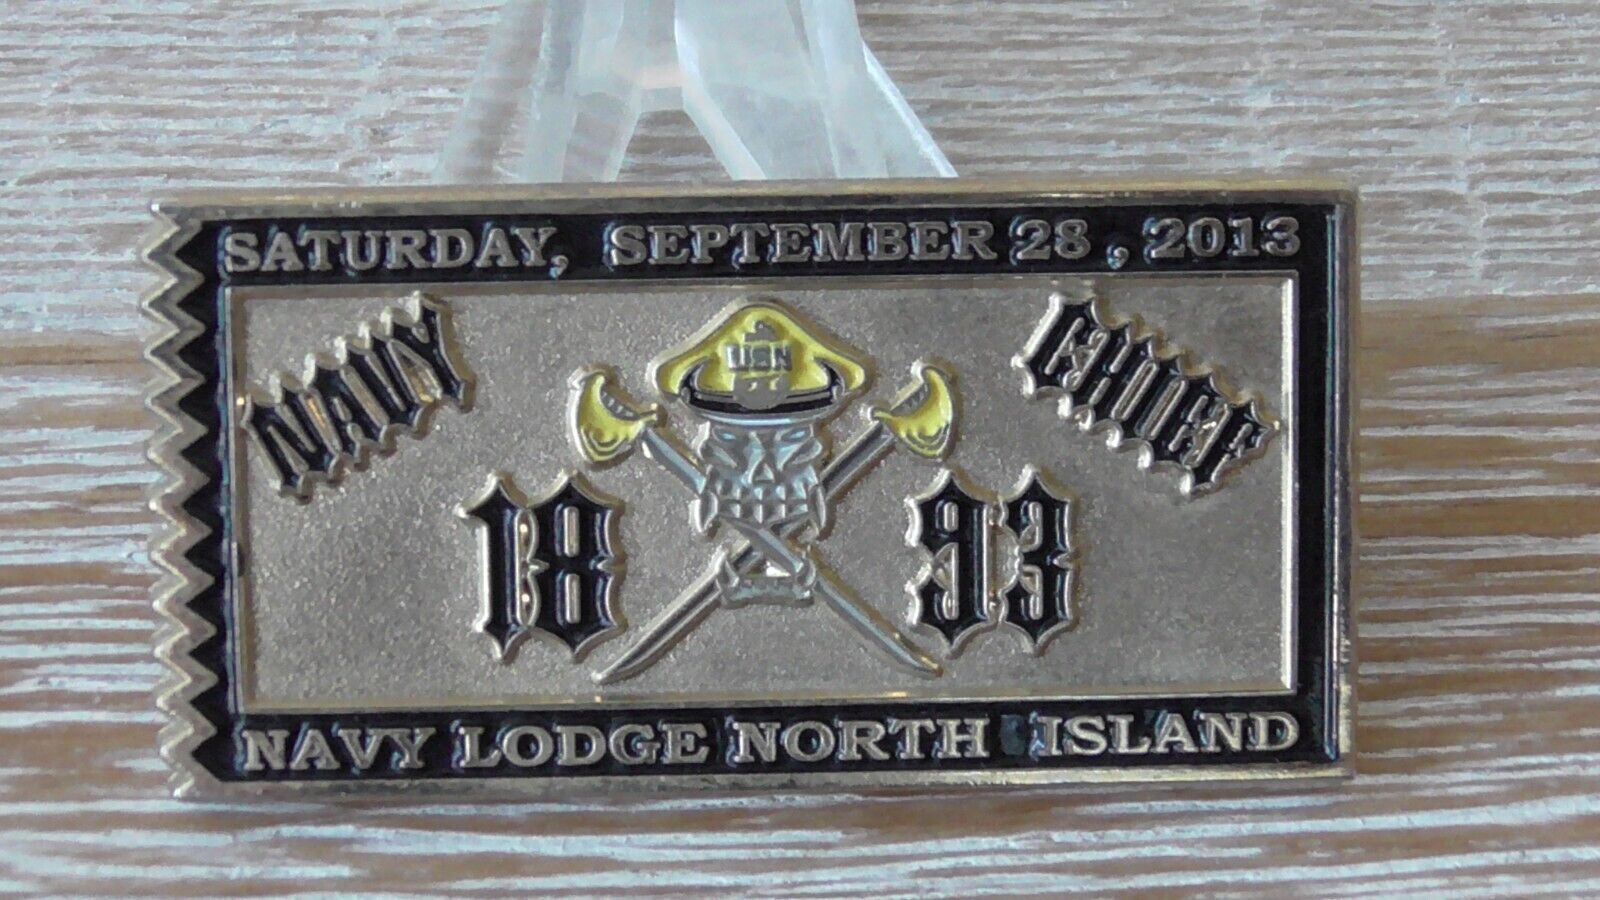 SATURDAY, SEPTEMBER 28, 2013
NAVY CHIEF
USN
18 93
NAVY LODGE NORTH ISLAND